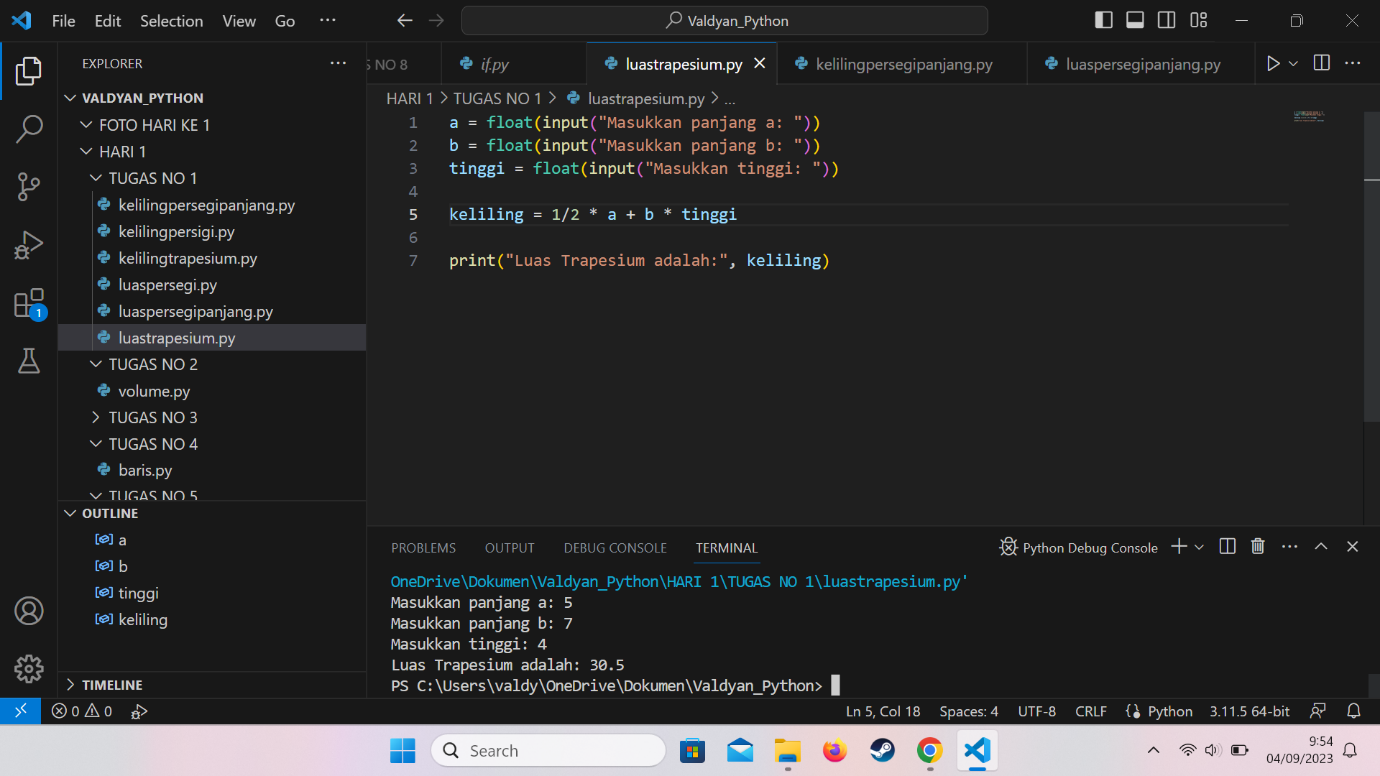 File Edit Selection View Go ··· Valdyan_Python
EXPLORER ···
VALDYAN_PYTHON
FOTO HARI KE 1
HARI 1
TUGAS NO 1
kelilingpersegipanjang.py
kelilingpersigi.py
kelilingtrapesium.py
luaspersegi.py
luaspersegipanjang.py
luastrapesium.py
TUGAS NO 2
volume.py
TUGAS NO 3
TUGAS NO 4
baris.py
TUGAS NO 5
1
OUTLINE
a
b
tinggi
keliling
TIMELINE
S NO 8 if.py luastrapesium.py kelilingpersegipanjang.py luaspersegipanjang.py ···
HARI 1 > TUGAS NO 1 > luastrapesium.py > ...
1 a = float(input("Masukkan panjang a: "))
2 b = float(input("Masukkan panjang b: "))
3 tinggi = float(input("Masukkan tinggi: "))
4
5 keliling = 1/2 * a + b * tinggi
6
7 print("Luas Trapesium adalah:", keliling)
PROBLEMS OUTPUT DEBUG CONSOLE TERMINAL Python Debug Console ···
OneDrive\Dokumen\Valdyan_Python\HARI 1\TUGAS NO 1\luastrapesium.py'
Masukkan panjang a: 5
Masukkan panjang b: 7
Masukkan tinggi: 4
Luas Trapesium adalah: 30.5
PS C:\Users\valdy\OneDrive\Dokumen\Valdyan_Python>
0 0 Ln 5, Col 18 Spaces: 4 UTF-8 CRLF Python 3.11.5 64-bit
Search 9:54
04/09/2023